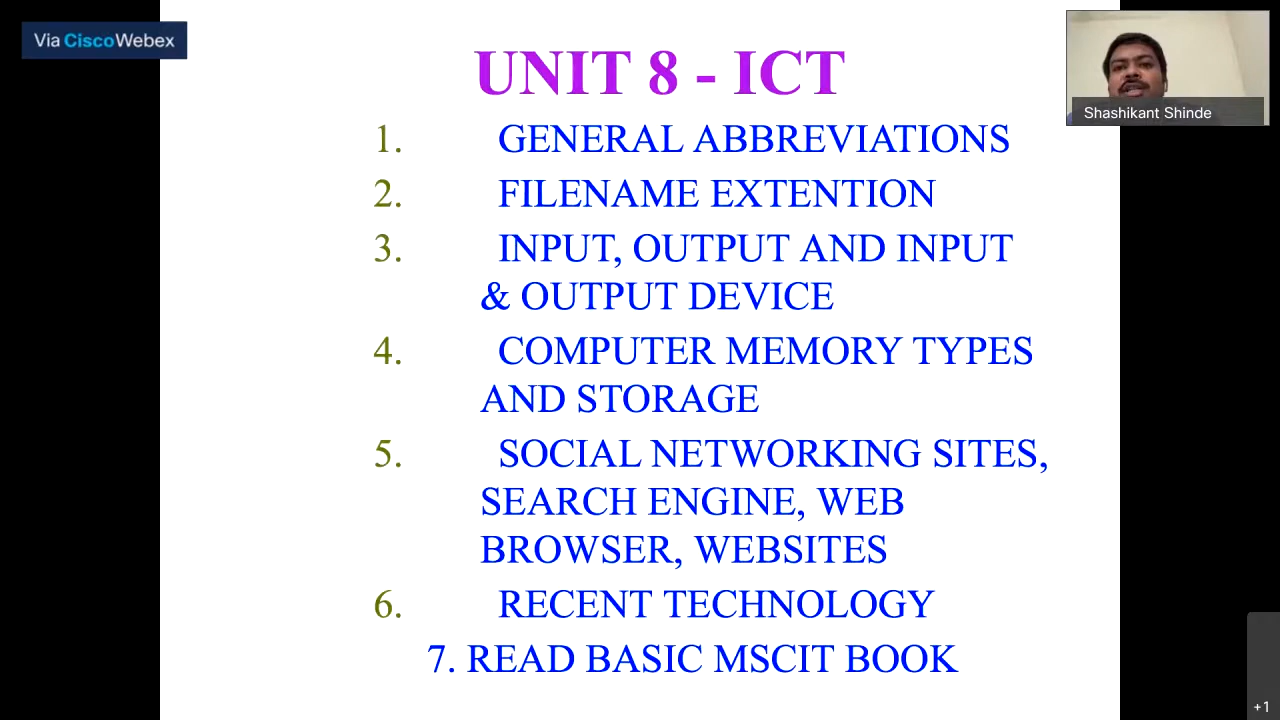 Via CiscoWebex
UNIT 8 - ICT
Shashikant Shinde
1. GENERAL ABBREVIATIONS
2. FILENAME EXTENTION
3. INPUT, OUTPUT AND INPUT
& OUTPUT DEVICE
4. COMPUTER MEMORY TYPES
AND STORAGE
5. SOCIAL NETWORKING SITES,
SEARCH ENGINE, WEB
BROWSER, WEBSITES
6. RECENT TECHNOLOGY
7. READ BASIC MSCIT BOOK
+1